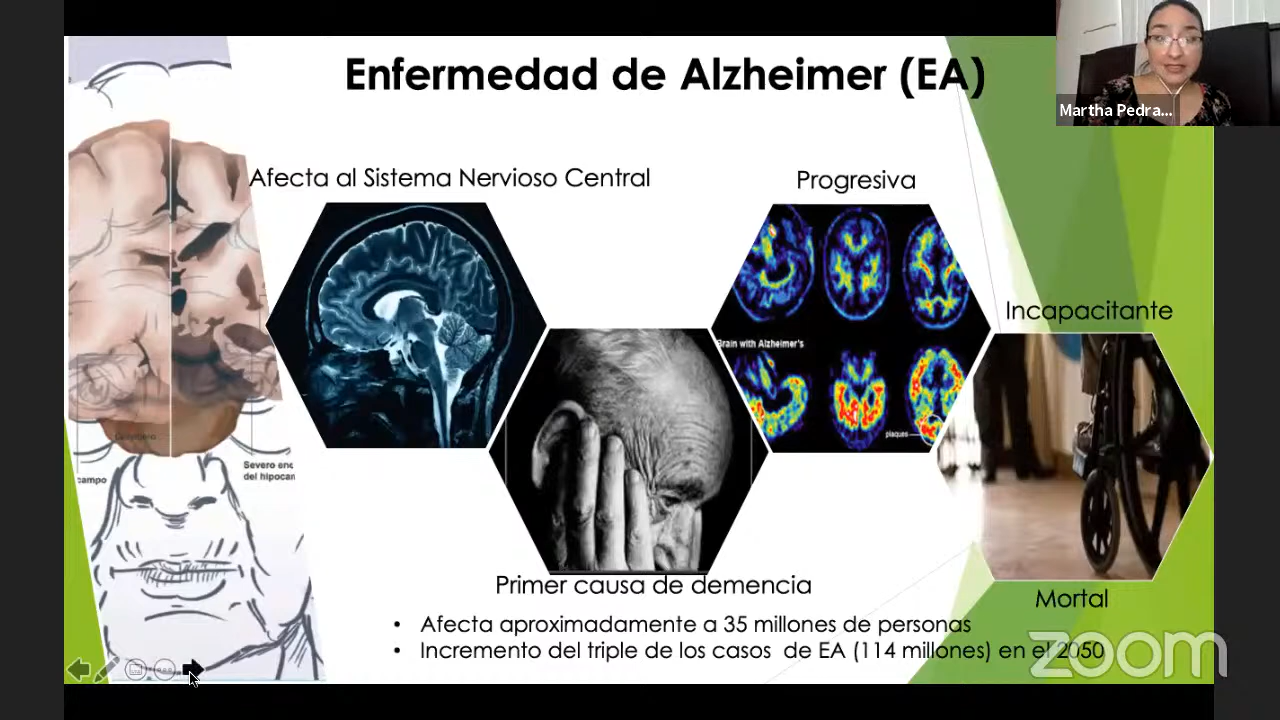 Enfermedad de Alzheimer (EA)
Martha Pedra...
Afecta al Sistema Nervioso Central
Progresiva
Incapacitante
Brain with Alzheimer's
plaques
campo
Severo enc
del hipocan
Primer causa de demencia
Mortal
• Afecta aproximadamente a 35 millones de personas
• Incremento del triple de los casos de EA (114 millones) en el 2050
zoom